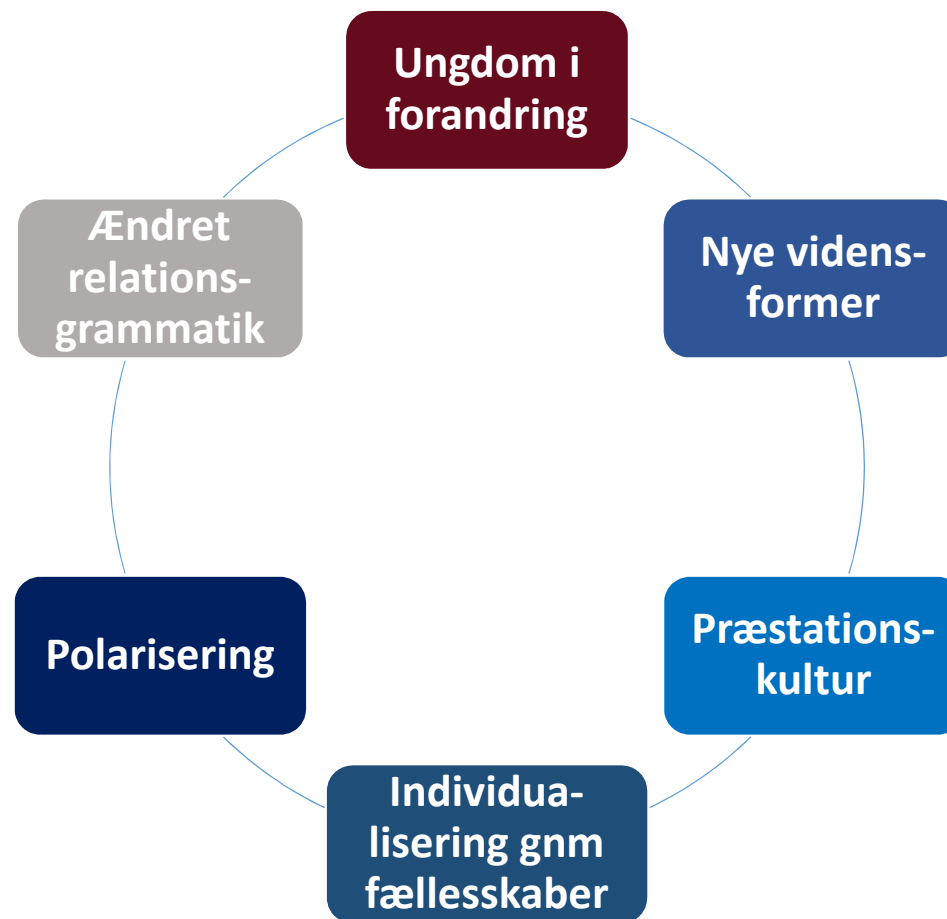 Ungdom i
forandring
Nye videns-
former
Præstations-
kultur
Individua-
lisering gnm
fællesskaber
Polarisering
Ændret
relations-
grammatik